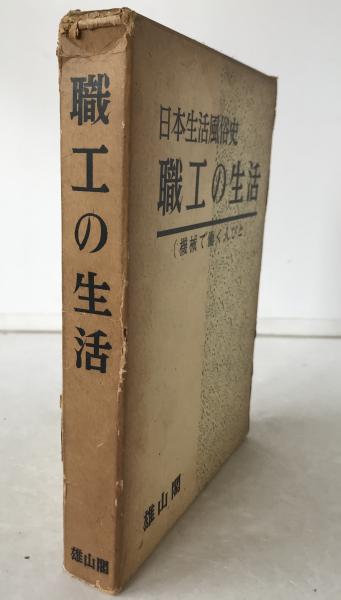 職工の生活
雄山閣
日本生活風俗史
職工の生活
(機械で働く人びと
雄山閣